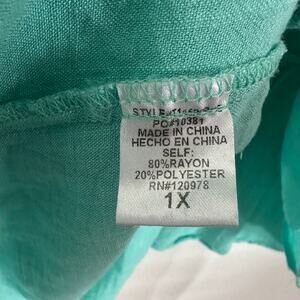 PO#10381
MADE IN CHINA
HECHO EN CHINA
SELF:
80%RAYON
20%POLYESTER
RN#120978
1X